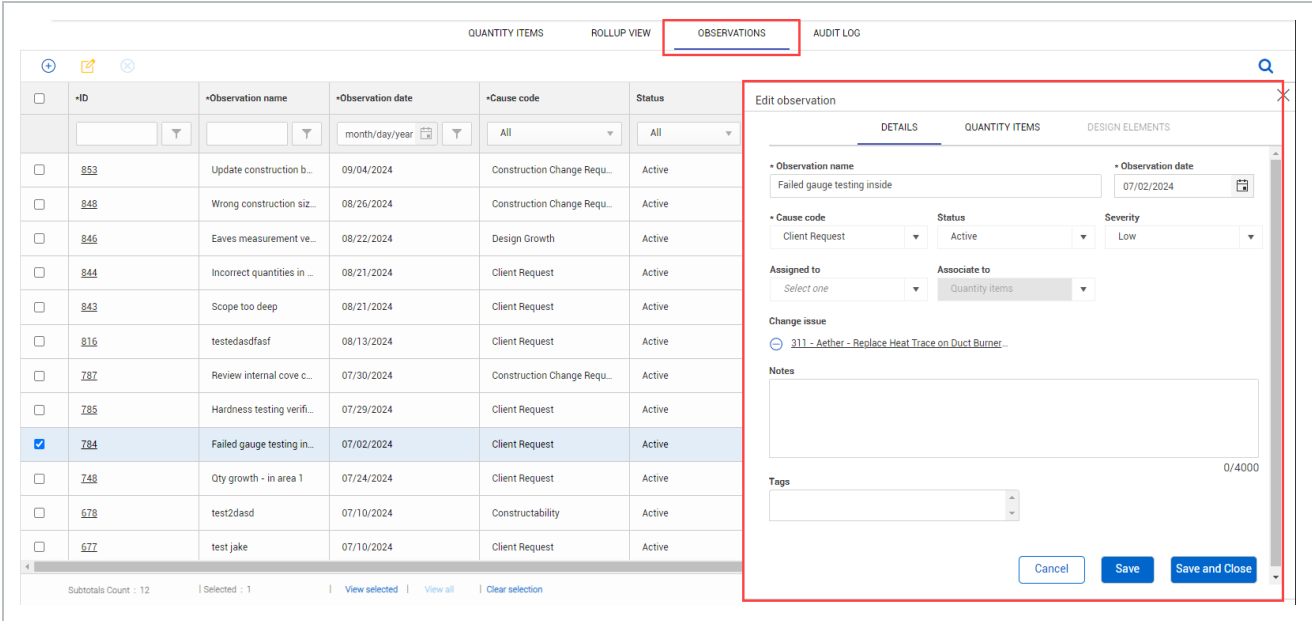 QUANTITY ITEMS ROLLUP VIEW OBSERVATIONS AUDIT LOG
*ID *Observation name *Observation date *Cause code Status
month/day/year All All
853 Update construction b... 09/04/2024 Construction Change Requ... Active
848 Wrong construction siz... 08/26/2024 Construction Change Requ... Active
846 Eaves measurement ve... 08/22/2024 Design Growth Active
844 Incorrect quantities in ... 08/21/2024 Client Request Active
843 Scope too deep 08/21/2024 Client Request Active
816 testedasdfasf 08/13/2024 Client Request Active
787 Review internal cove c... 07/30/2024 Construction Change Requ... Active
785 Hardness testing verifi... 07/29/2024 Client Request Active
784 Failed gauge testing in... 07/02/2024 Client Request Active
748 Qty growth - in area 1 07/24/2024 Client Request Active
678 test2dasd 07/10/2024 Constructability Active
677 test jake 07/10/2024 Client Request Active
Subtotals Count : 12 | Selected : 1 | View selected | View all | Clear selection
Edit observation
DETAILS QUANTITY ITEMS DESIGN ELEMENTS
* Observation name * Observation date
Failed gauge testing inside 07/02/2024
* Cause code Status Severity
Client Request Active Low
Assigned to Associate to
Select one Quantity items
Change issue
311 - Aether - Replace Heat Trace on Duct Burner...
Notes
0/4000
Tags
Cancel Save Save and Close